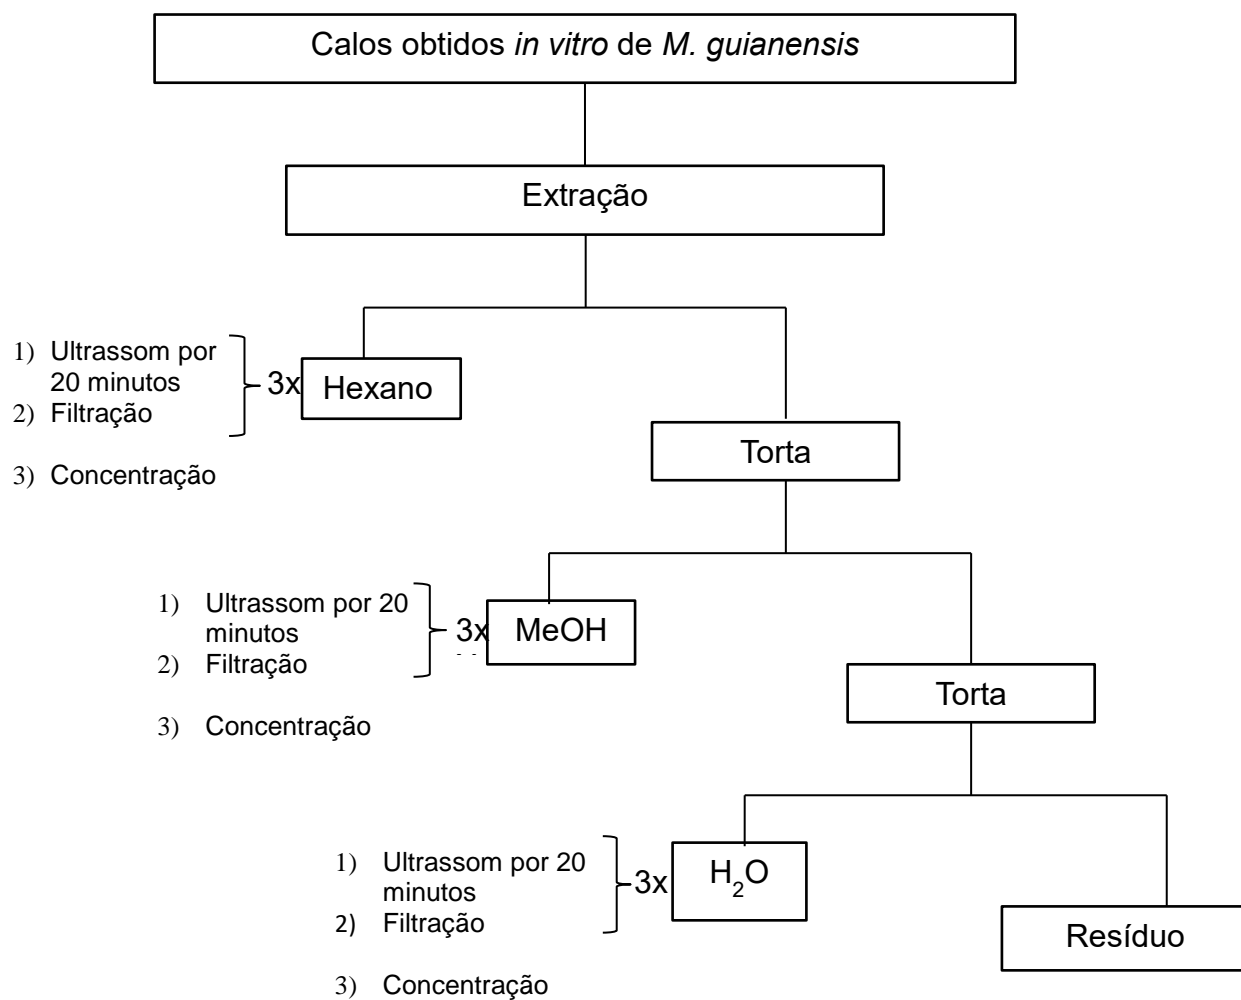 Calos obtidos in vitro de M. guianensis
Extração
1) Ultrassom por
20 minutos
2) Filtração
3x
Hexano
3) Concentração
Torta
1) Ultrassom por 20
minutos
2) Filtração
3x
MeOH
3) Concentração
Torta
1) Ultrassom por 20
minutos
2) Filtração
3x
H₂O
3) Concentração
Resíduo